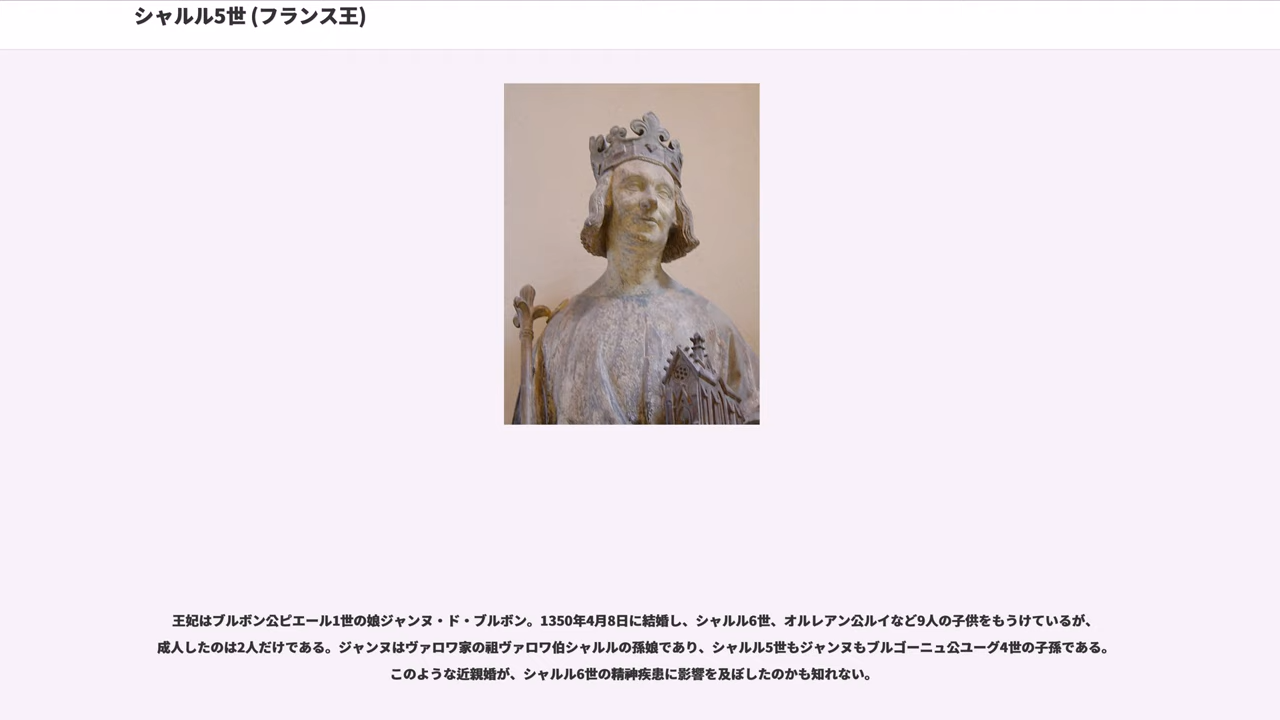 シャルル5世 (フランス王)
王妃はブルボン公ピエール1世の娘ジャンヌ・ド・ブルボン。1350年4月8日に結婚し、シャルル6世、オルレアン公ルイなど9人の子供をもうけているが、
成人したのは2人だけである。ジャンヌはヴァロワ家の祖ヴァロワ伯シャルルの孫娘であり、シャルル5世もジャンヌもブルゴーニュ公ユーグ4世の子孫である。
このような近親婚が、シャルル6世の精神疾患に影響を及ぼしたのかも知れない。